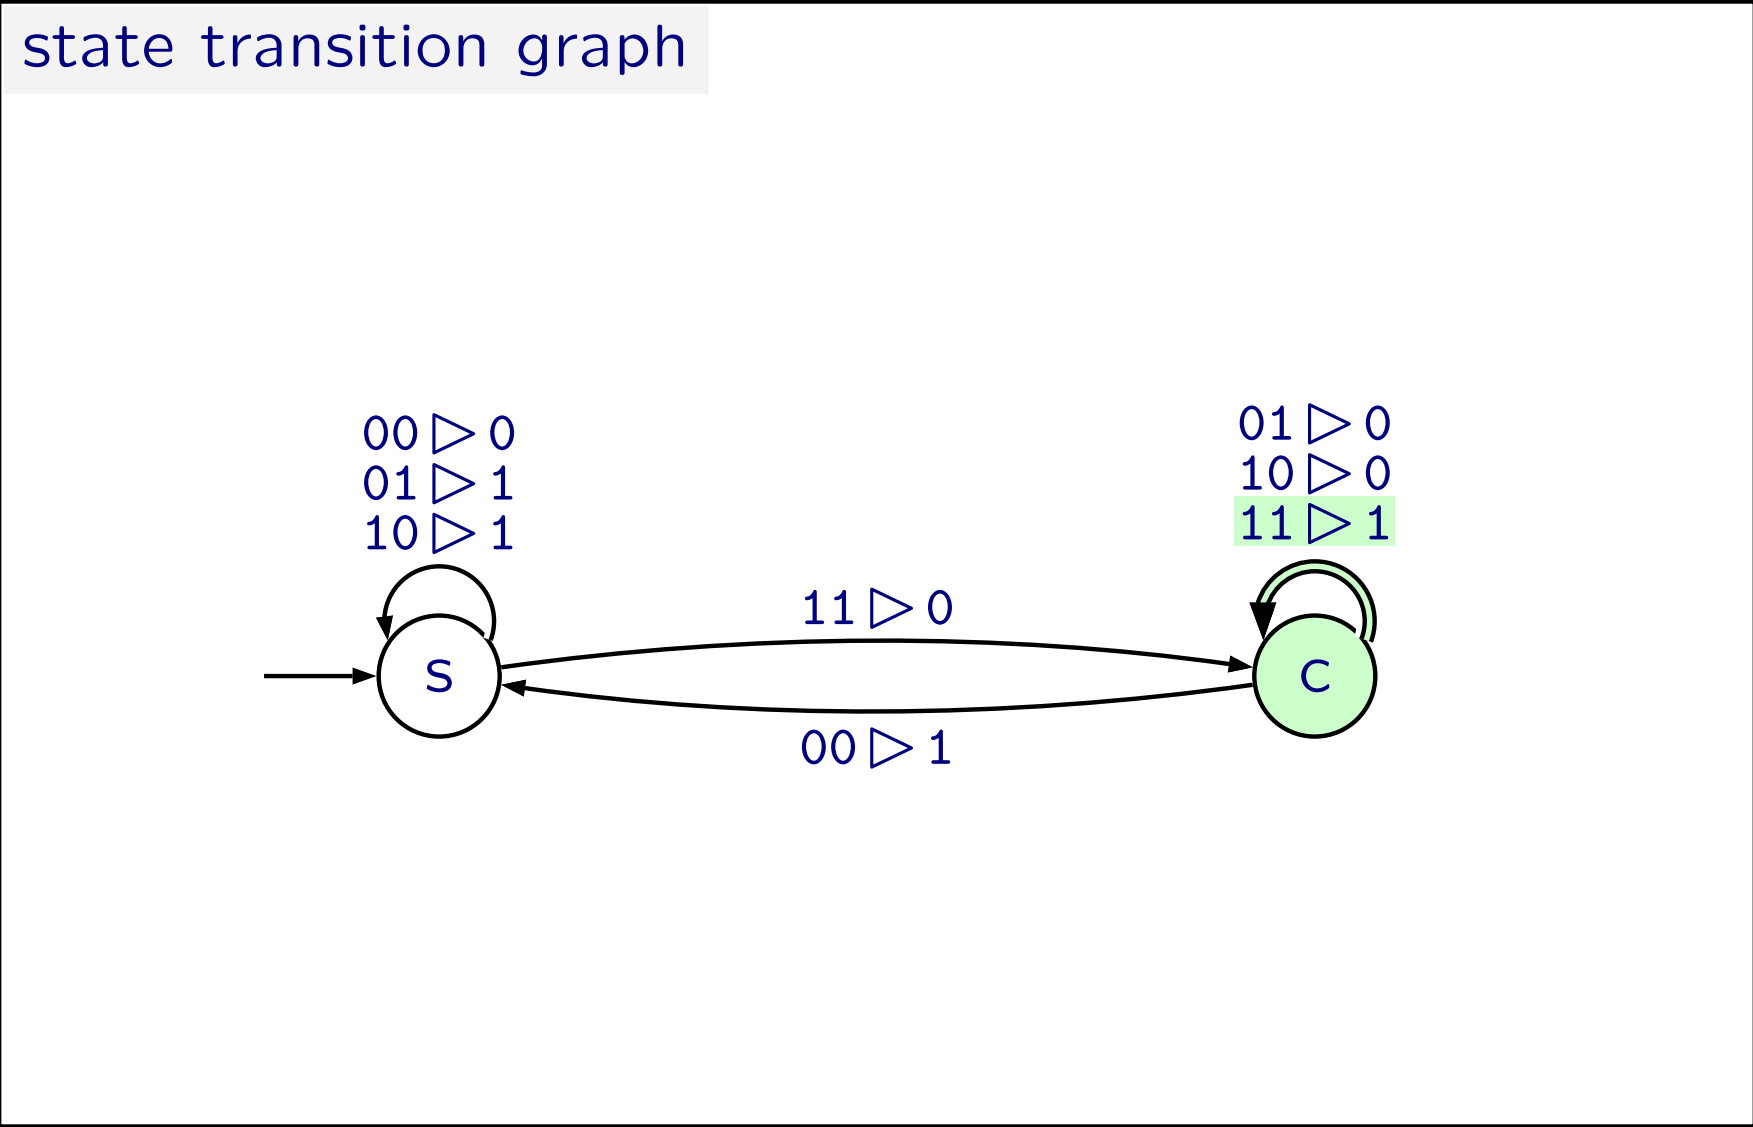 state transition graph
00 ▷ 0
01 ▷ 1
10 ▷ 1
01 ▷ 0
10 ▷ 0
11 ▷ 1
11 ▷ 0
S
C
00 ▷ 1